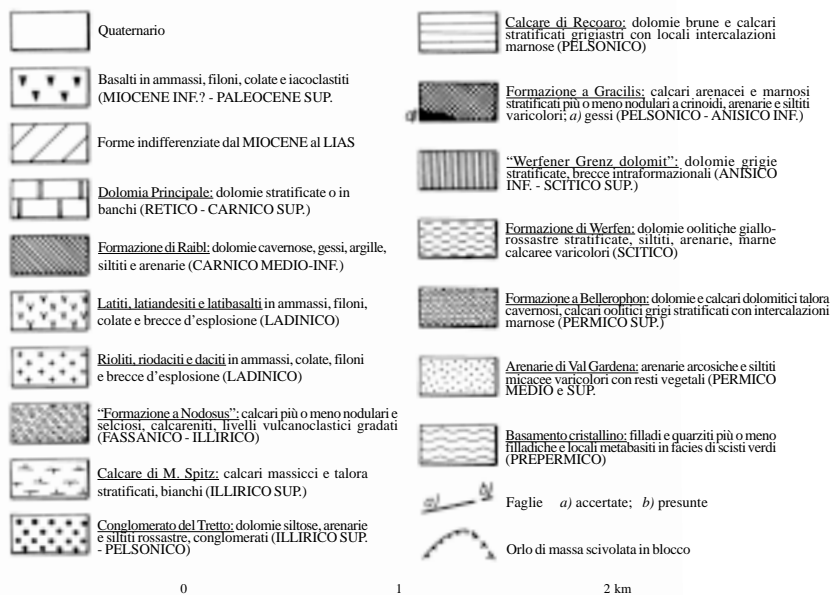 Quaternario
Basalti in ammassi, filoni, colate e iacoclastiti
(MIOCENE INF.? - PALEOCENE SUP.
Forme indifferenziate dal MIOCENE al LIAS
Dolomia Principale: dolomie stratificate o in
banchi (RETICO - CARNICO SUP.)
Formazione di Raibl: dolomie cavernose, gessi, argille,
siltiti e arenarie (CARNICO MEDIO-INF.)
Latiti, latiandesiti e latibasalti in ammassi, filoni,
colate e brecce d'esplosione (LADINICO)
Rioliti, riodaciti e daciti in ammassi, colate, filoni
e brecce d'esplosione (LADINICO)
“Formazione a Nodosus”: calcari più o meno nodulari e
selciosi, calcareniti, livelli vulcanoclastici gradati
(FASSANICO - ILLIRICO)
Calcare di M. Spitz: calcari massicci e talora
stratificati, bianchi (ILLIRICO SUP.)
Conglomerato del Tretto: dolomie siltose, arenarie
e siltiti rossastre, conglomerati (ILLIRICO SUP.
- PELSONICO)
Calcare di Recoaro: dolomie brune e calcari
stratificati grigiastri con locali intercalazioni
marnose (PELSONICO)
a)
Formazione a Gracilis: calcari arenacei e marnosi
stratificati più o meno nodulari a crinoidi, arenarie e siltiti
varicolori; a) gessi (PELSONICO - ANISICO INF.)
“Werfener Grenz dolomit”: dolomie grigie
stratificate, brecce intraformazionali (ANISICO
INF. - SCITICO SUP.)
Formazione di Werfen: dolomie oolitiche giallo-
rossastre stratificate, siltiti, arenarie, marne
calcaree varicolori (SCITICO)
Formazione a Bellerophon: dolomie e calcari dolomitici talora
cavernosi, calcari oolitici grigi stratificati con intercalazioni
marnose (PERMICO SUP.)
Arenarie di Val Gardena: arenarie arcosiche e siltiti
micacee varicolori con resti vegetali (PERMICO
MEDIO e SUP.
Basamento cristallino: filladi e quarziti più o meno
filladiche e locali metabasiti in facies di scisti verdi
(PREPERMICO)
a) b)
Faglie a) accertate; b) presunte
Orlo di massa scivolata in blocco
0 1 2 km